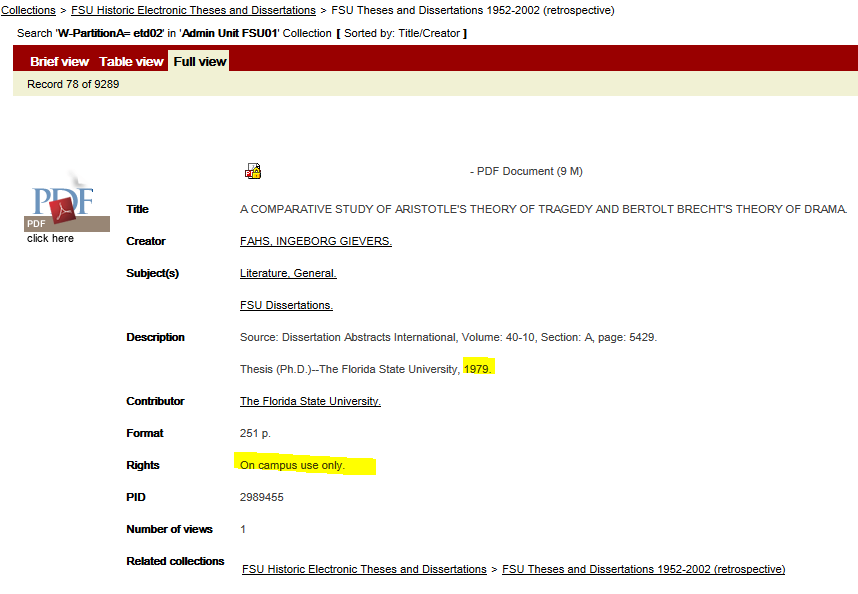 Collections > FSU Historic Electronic Theses and Dissertations > FSU Theses and Dissertations 1952-2002 (retrospective)
Search 'W-PartitionA= etd02' in 'Admin Unit FSU01' Collection [ Sorted by: Title/Creator ]
Brief view Table view Full view
Record 78 of 9289
- PDF Document (9 M)
PDF
PDF
click here
Title A COMPARATIVE STUDY OF ARISTOTLE'S THEORY OF TRAGEDY AND BERTOLT BRECHT'S THEORY OF DRAMA.
Creator FAHS, INGEBORG GIEVERS.
Subject(s) Literature, General.
FSU Dissertations.
Description Source: Dissertation Abstracts International, Volume: 40-10, Section: A, page: 5429.
Thesis (Ph.D.)--The Florida State University, 1979.
Contributor The Florida State University.
Format 251 p.
Rights On campus use only.
PID 2989455
Number of views 1
Related collections FSU Historic Electronic Theses and Dissertations > FSU Theses and Dissertations 1952-2002 (retrospective)